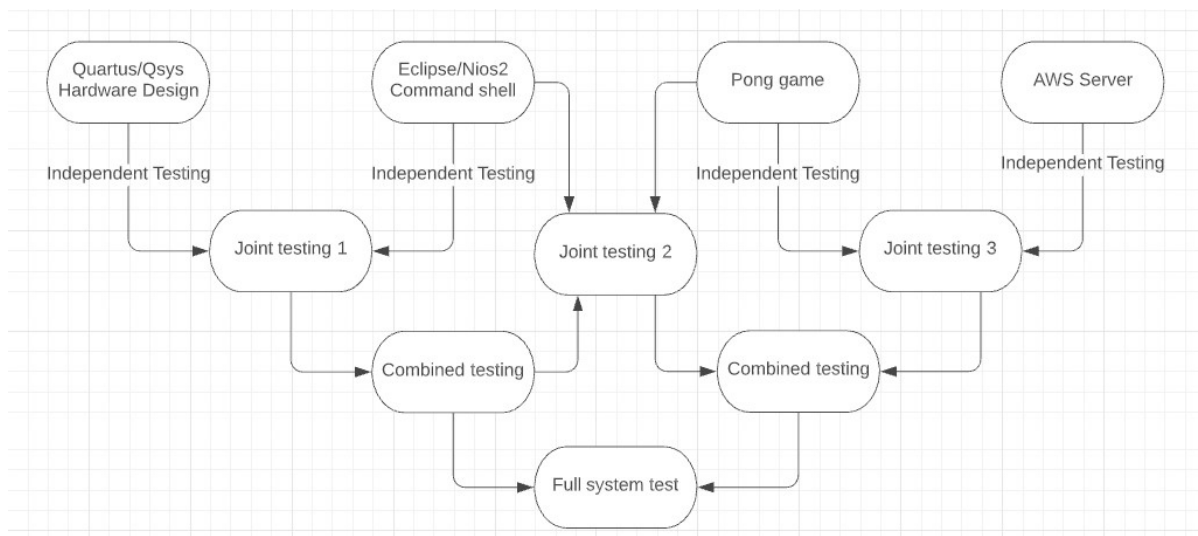 Quartus/Qsys
Hardware Design
Eclipse/Nios2
Command shell
Pong game
AWS Server
Independent Testing
Independent Testing
Independent Testing
Independent Testing
Joint testing 1
Joint testing 2
Joint testing 3
Combined testing
Combined testing
Full system test